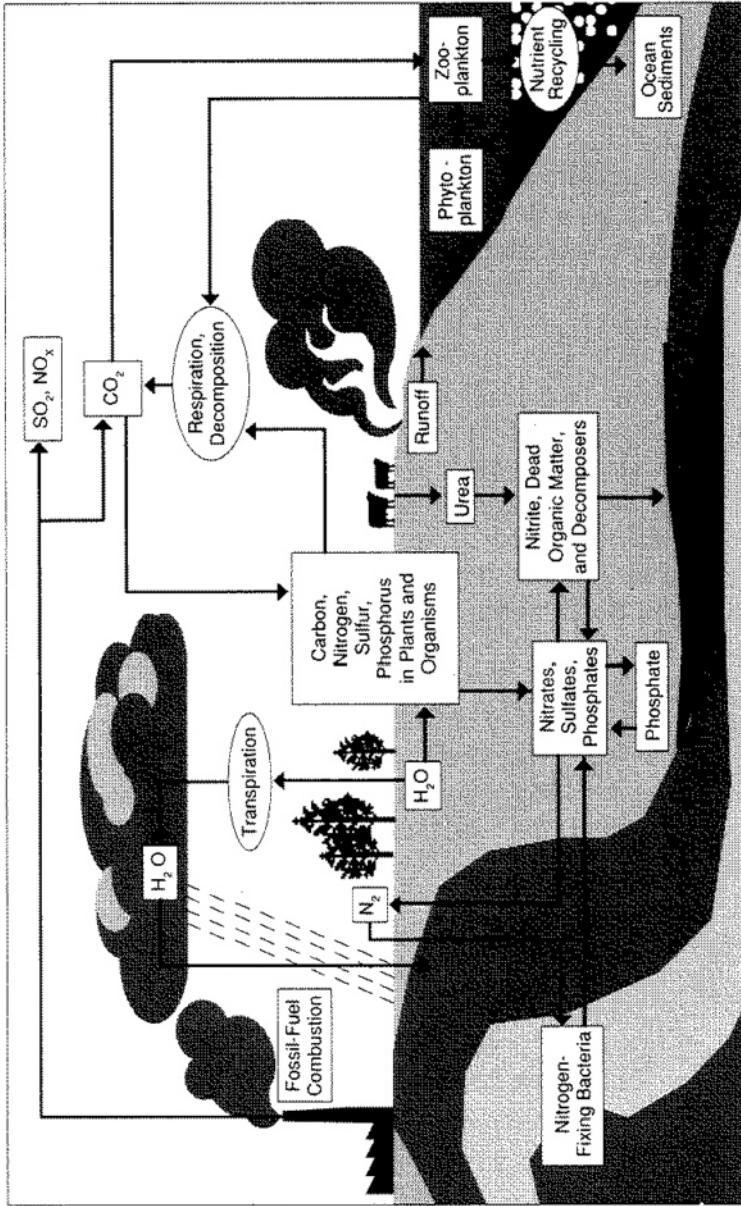 SO₂, NOₓ
CO₂
Respiration,
Decomposition
H₂O
Transpiration
Fossil-Fuel
Combustion
N₂
H₂O
Carbon,
Nitrogen,
Sulfur,
Phosphorus
in Plants and
Organisms
Runoff
Urea
Phyto-
plankton
Zoo-
plankton
Nutrient
Recycling
Ocean
Sediments
Nitrogen-
Fixing Bacteria
Nitrates,
Sulfates,
Phosphates
Phosphate
Nitrite, Dead
Organic Matter,
and Decomposers